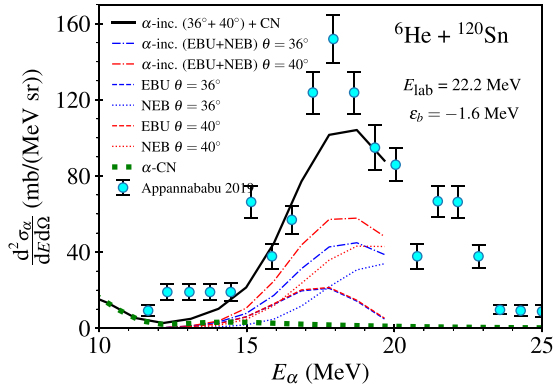 α-inc. (36° + 40°) + CN
α-inc. (EBU+NEB) θ = 36°
α-inc. (EBU+NEB) θ = 40°
EBU θ = 36°
NEB θ = 36°
EBU θ = 40°
NEB θ = 40°
α-CN
Appannababu 2019
⁶He + ¹²⁰Sn
E_lab = 22.2 MeV
ε_b = −1.6 MeV
160
120
80
40
0
d²σ_α/dEdΩ (mb/(MeV sr))
10 15 20 25
E_α (MeV)